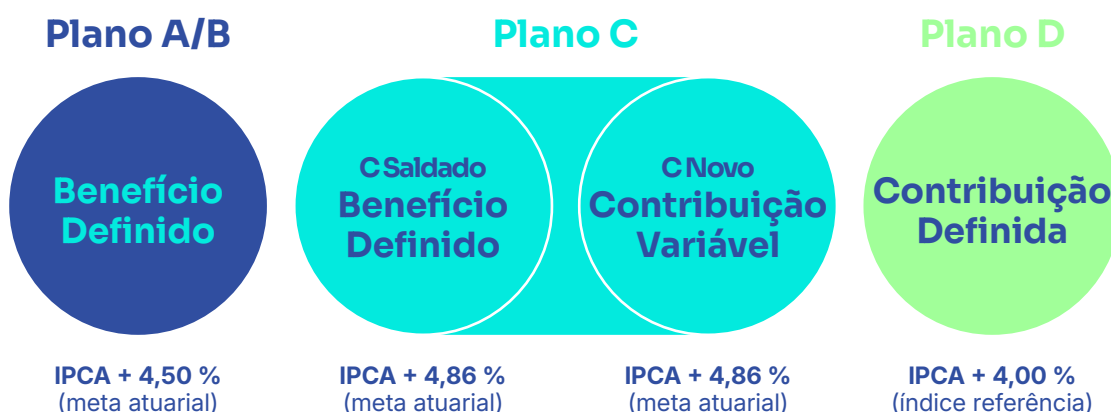 Plano A/B
Benefício
Definido
IPCA + 4,50 %
(meta atuarial)
Plano C
C Saldado
Benefício
Definido
IPCA + 4,86 %
(meta atuarial)
C Novo
Contribuição
Variável
IPCA + 4,86 %
(meta atuarial)
Plano D
Contribuição
Definida
IPCA + 4,00 %
(índice referência)